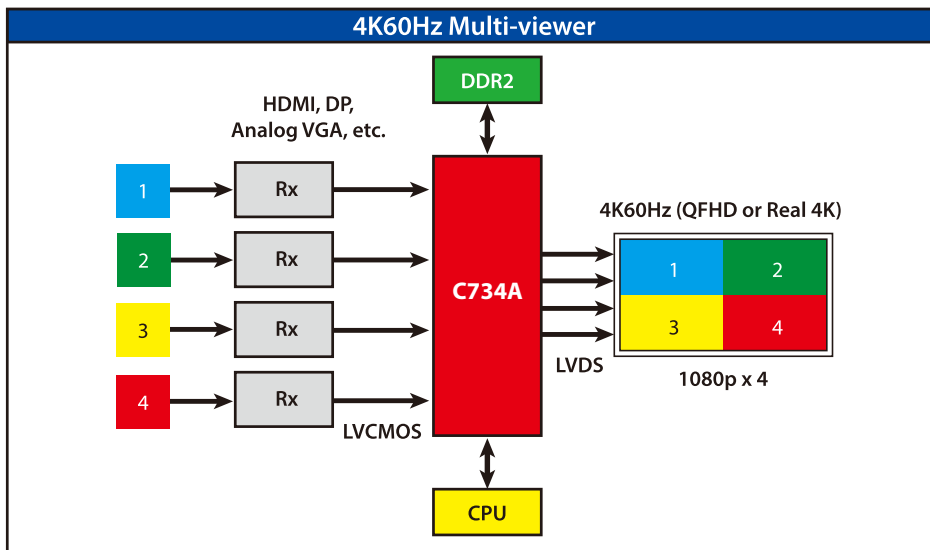 4K60Hz Multi-viewer
DDR2
HDMI, DP,
Analog VGA, etc.
1
Rx
2
Rx
3
Rx
4
Rx
LVCMOS
C734A
CPU
4K60Hz (QFHD or Real 4K)
1
2
3
4
LVDS
1080p x 4